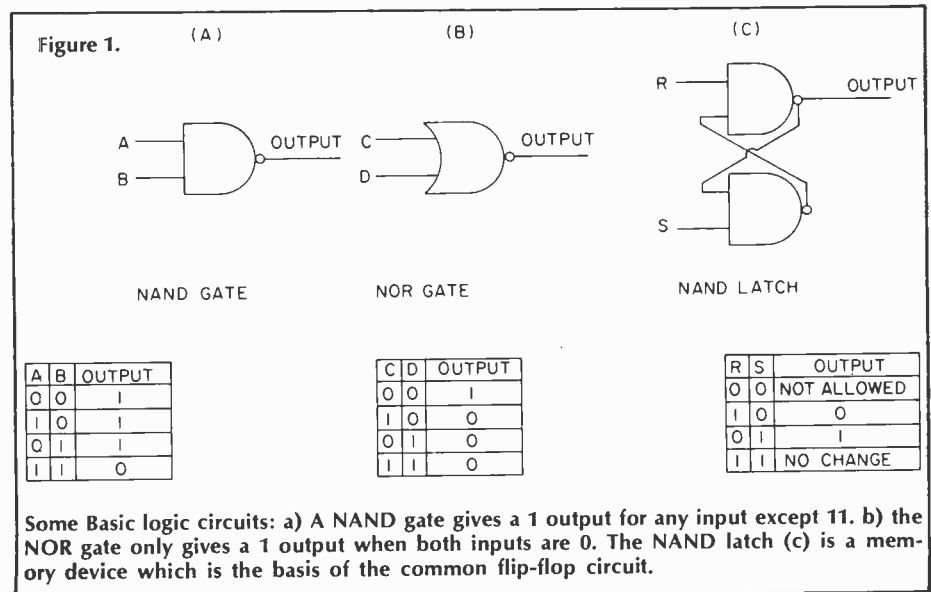 Figure 1.
(A)
(B)
(C)
A
B
OUTPUT
C
D
OUTPUT
R
S
OUTPUT
NAND GATE
NOR GATE
NAND LATCH
A B OUTPUT
0 0 1
1 0 1
0 1 1
1 1 0
C D OUTPUT
0 0 1
1 0 0
0 1 0
1 1 0
R S OUTPUT
0 0 NOT ALLOWED
1 0 0
0 1 1
1 1 NO CHANGE
Some Basic logic circuits: a) A NAND gate gives a 1 output for any input except 11. b) the
NOR gate only gives a 1 output when both inputs are 0. The NAND latch (c) is a mem-
ory device which is the basis of the common flip-flop circuit.